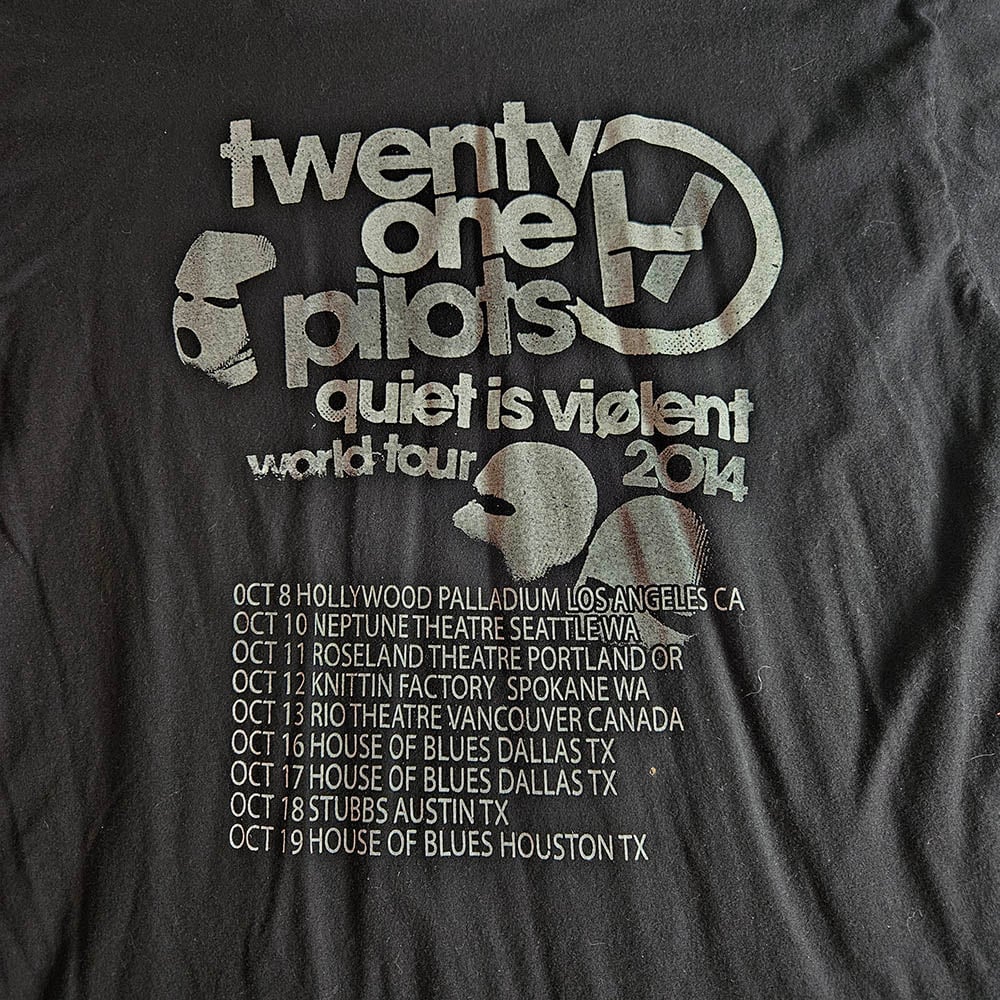 twenty
one
pilots
quiet is viølent
world tour 2014
OCT 8 HOLLYWOOD PALLADIUM LOS ANGELES CA
OCT 10 NEPTUNE THEATRE SEATTLE WA
OCT 11 ROSELAND THEATRE PORTLAND OR
OCT 12 KNITTIN FACTORY SPOKANE WA
OCT 13 RIO THEATRE VANCOUVER CANADA
OCT 16 HOUSE OF BLUES DALLAS TX
OCT 17 HOUSE OF BLUES DALLAS TX
OCT 18 STUBBS AUSTIN TX
OCT 19 HOUSE OF BLUES HOUSTON TX